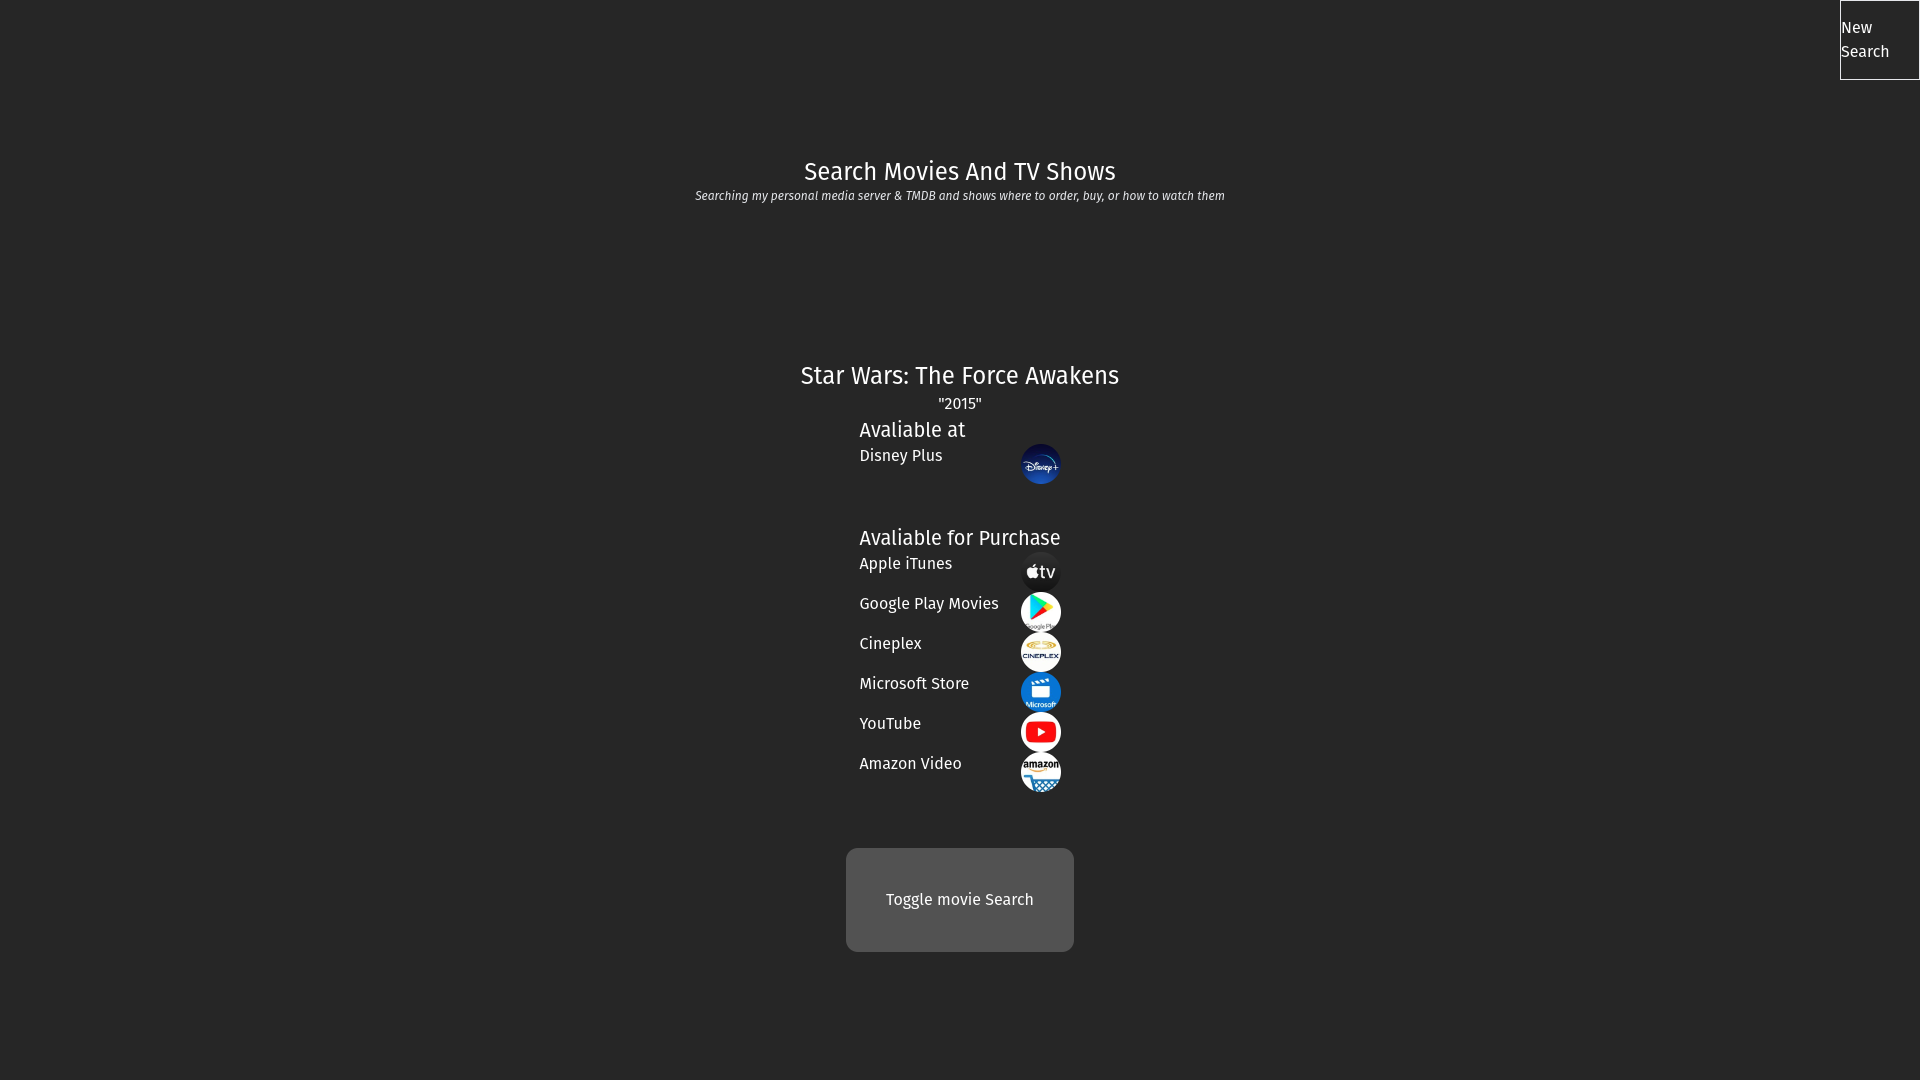 New
Search
Search Movies And TV Shows
Searching my personal media server & TMDB and shows where to order, buy, or how to watch them
Star Wars: The Force Awakens
"2015"
Avaliable at
Disney Plus
Disney+
Avaliable for Purchase
Apple iTunes
tv
Google Play Movies
Google Pla
Cineplex
CINEPLEX
Microsoft Store
Microsoft
YouTube
Amazon Video
amazon
Toggle movie Search